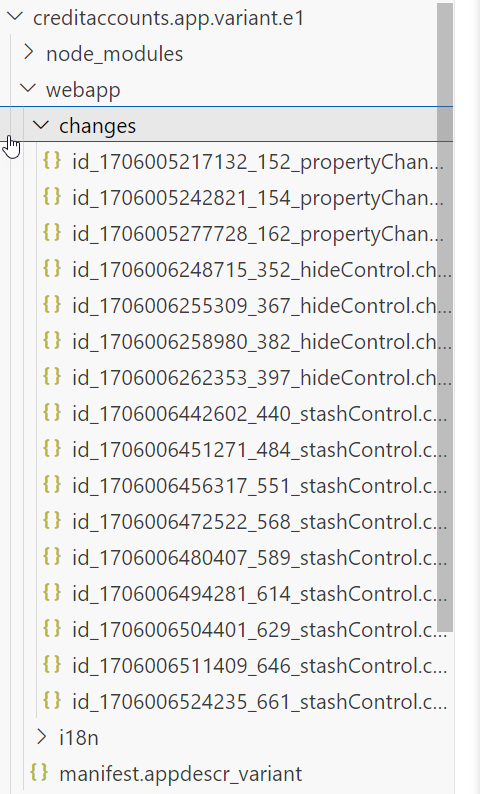 creditaccounts.app.variant.e1
node_modules
webapp
changes
{} id_1706005217132_152_propertyChan...
{} id_1706005242821_154_propertyChan...
{} id_1706005277728_162_propertyChan...
{} id_1706006248715_352_hideControl.ch...
{} id_1706006255309_367_hideControl.ch...
{} id_1706006258980_382_hideControl.ch...
{} id_1706006262353_397_hideControl.ch...
{} id_1706006442602_440_stashControl.c...
{} id_1706006451271_484_stashControl.c...
{} id_1706006456317_551_stashControl.c...
{} id_1706006472522_568_stashControl.c...
{} id_1706006480407_589_stashControl.c...
{} id_1706006494281_614_stashControl.c...
{} id_1706006504401_629_stashControl.c...
{} id_1706006511409_646_stashControl.c...
{} id_1706006524235_661_stashControl.c...
i18n
{} manifest.appdescr_variant